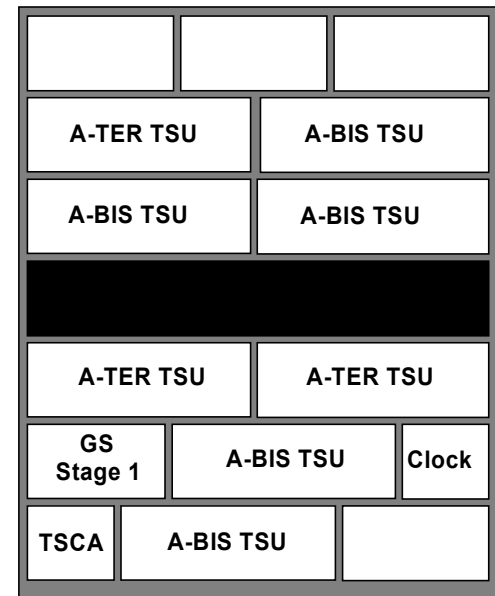 A-TER TSU
A-BIS TSU
A-BIS TSU
A-BIS TSU
A-TER TSU
A-TER TSU
GS
Stage 1
A-BIS TSU
Clock
TSCA
A-BIS TSU